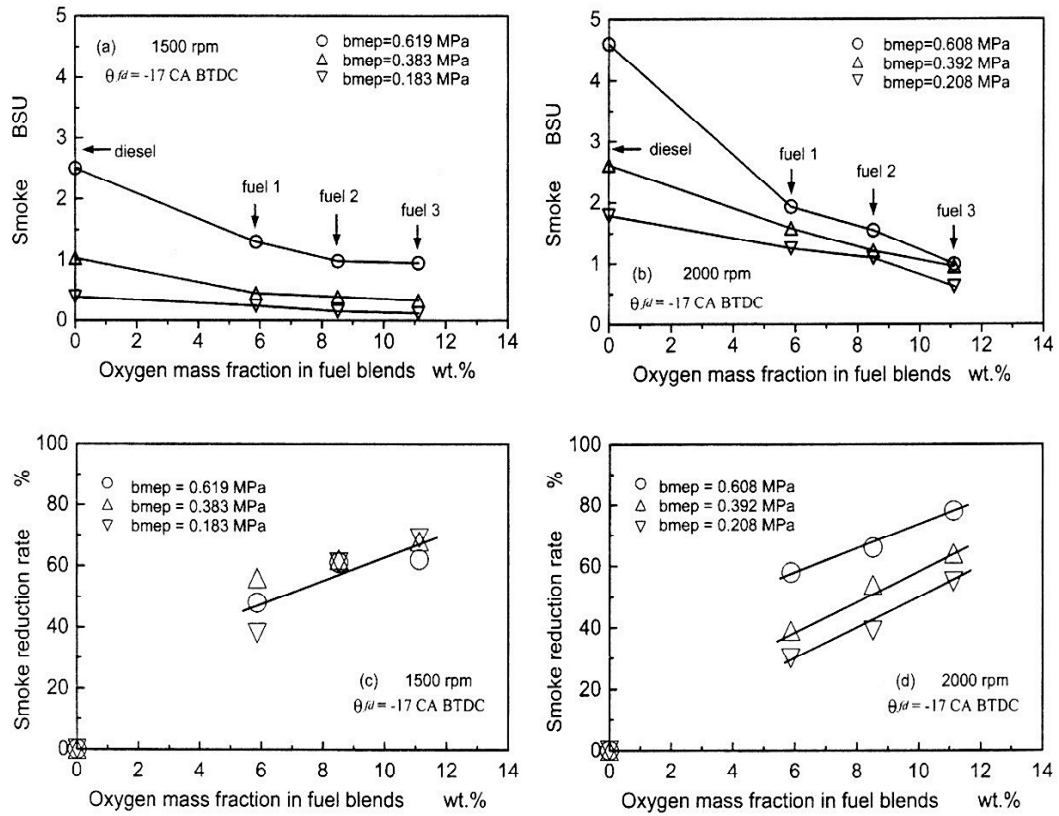 5
4
3
2
1
0
Smoke BSU
(a) 1500 rpm
θfd = -17 CA BTDC
bmep=0.619 MPa
bmep=0.383 MPa
bmep=0.183 MPa
diesel
fuel 1
fuel 2
fuel 3
0 2 4 6 8 10 12 14
Oxygen mass fraction in fuel blends wt.%
5
4
3
2
1
0
Smoke BSU
bmep=0.608 MPa
bmep=0.392 MPa
bmep=0.208 MPa
diesel
fuel 1
fuel 2
fuel 3
(b) 2000 rpm
θfd = -17 CA BTDC
0 2 4 6 8 10 12 14
Oxygen mass fraction in fuel blends wt.%
100
80
60
40
20
0
Smoke reduction rate %
bmep = 0.619 MPa
bmep = 0.383 MPa
bmep = 0.183 MPa
(c) 1500 rpm
θfd = -17 CA BTDC
0 2 4 6 8 10 12 14
Oxygen mass fraction in fuel blends wt.%
100
80
60
40
20
0
Smoke reduction rate %
bmep = 0.608 MPa
bmep = 0.392 MPa
bmep = 0.208 MPa
(d) 2000 rpm
θfd = -17 CA BTDC
0 2 4 6 8 10 12 14
Oxygen mass fraction in fuel blends wt.%